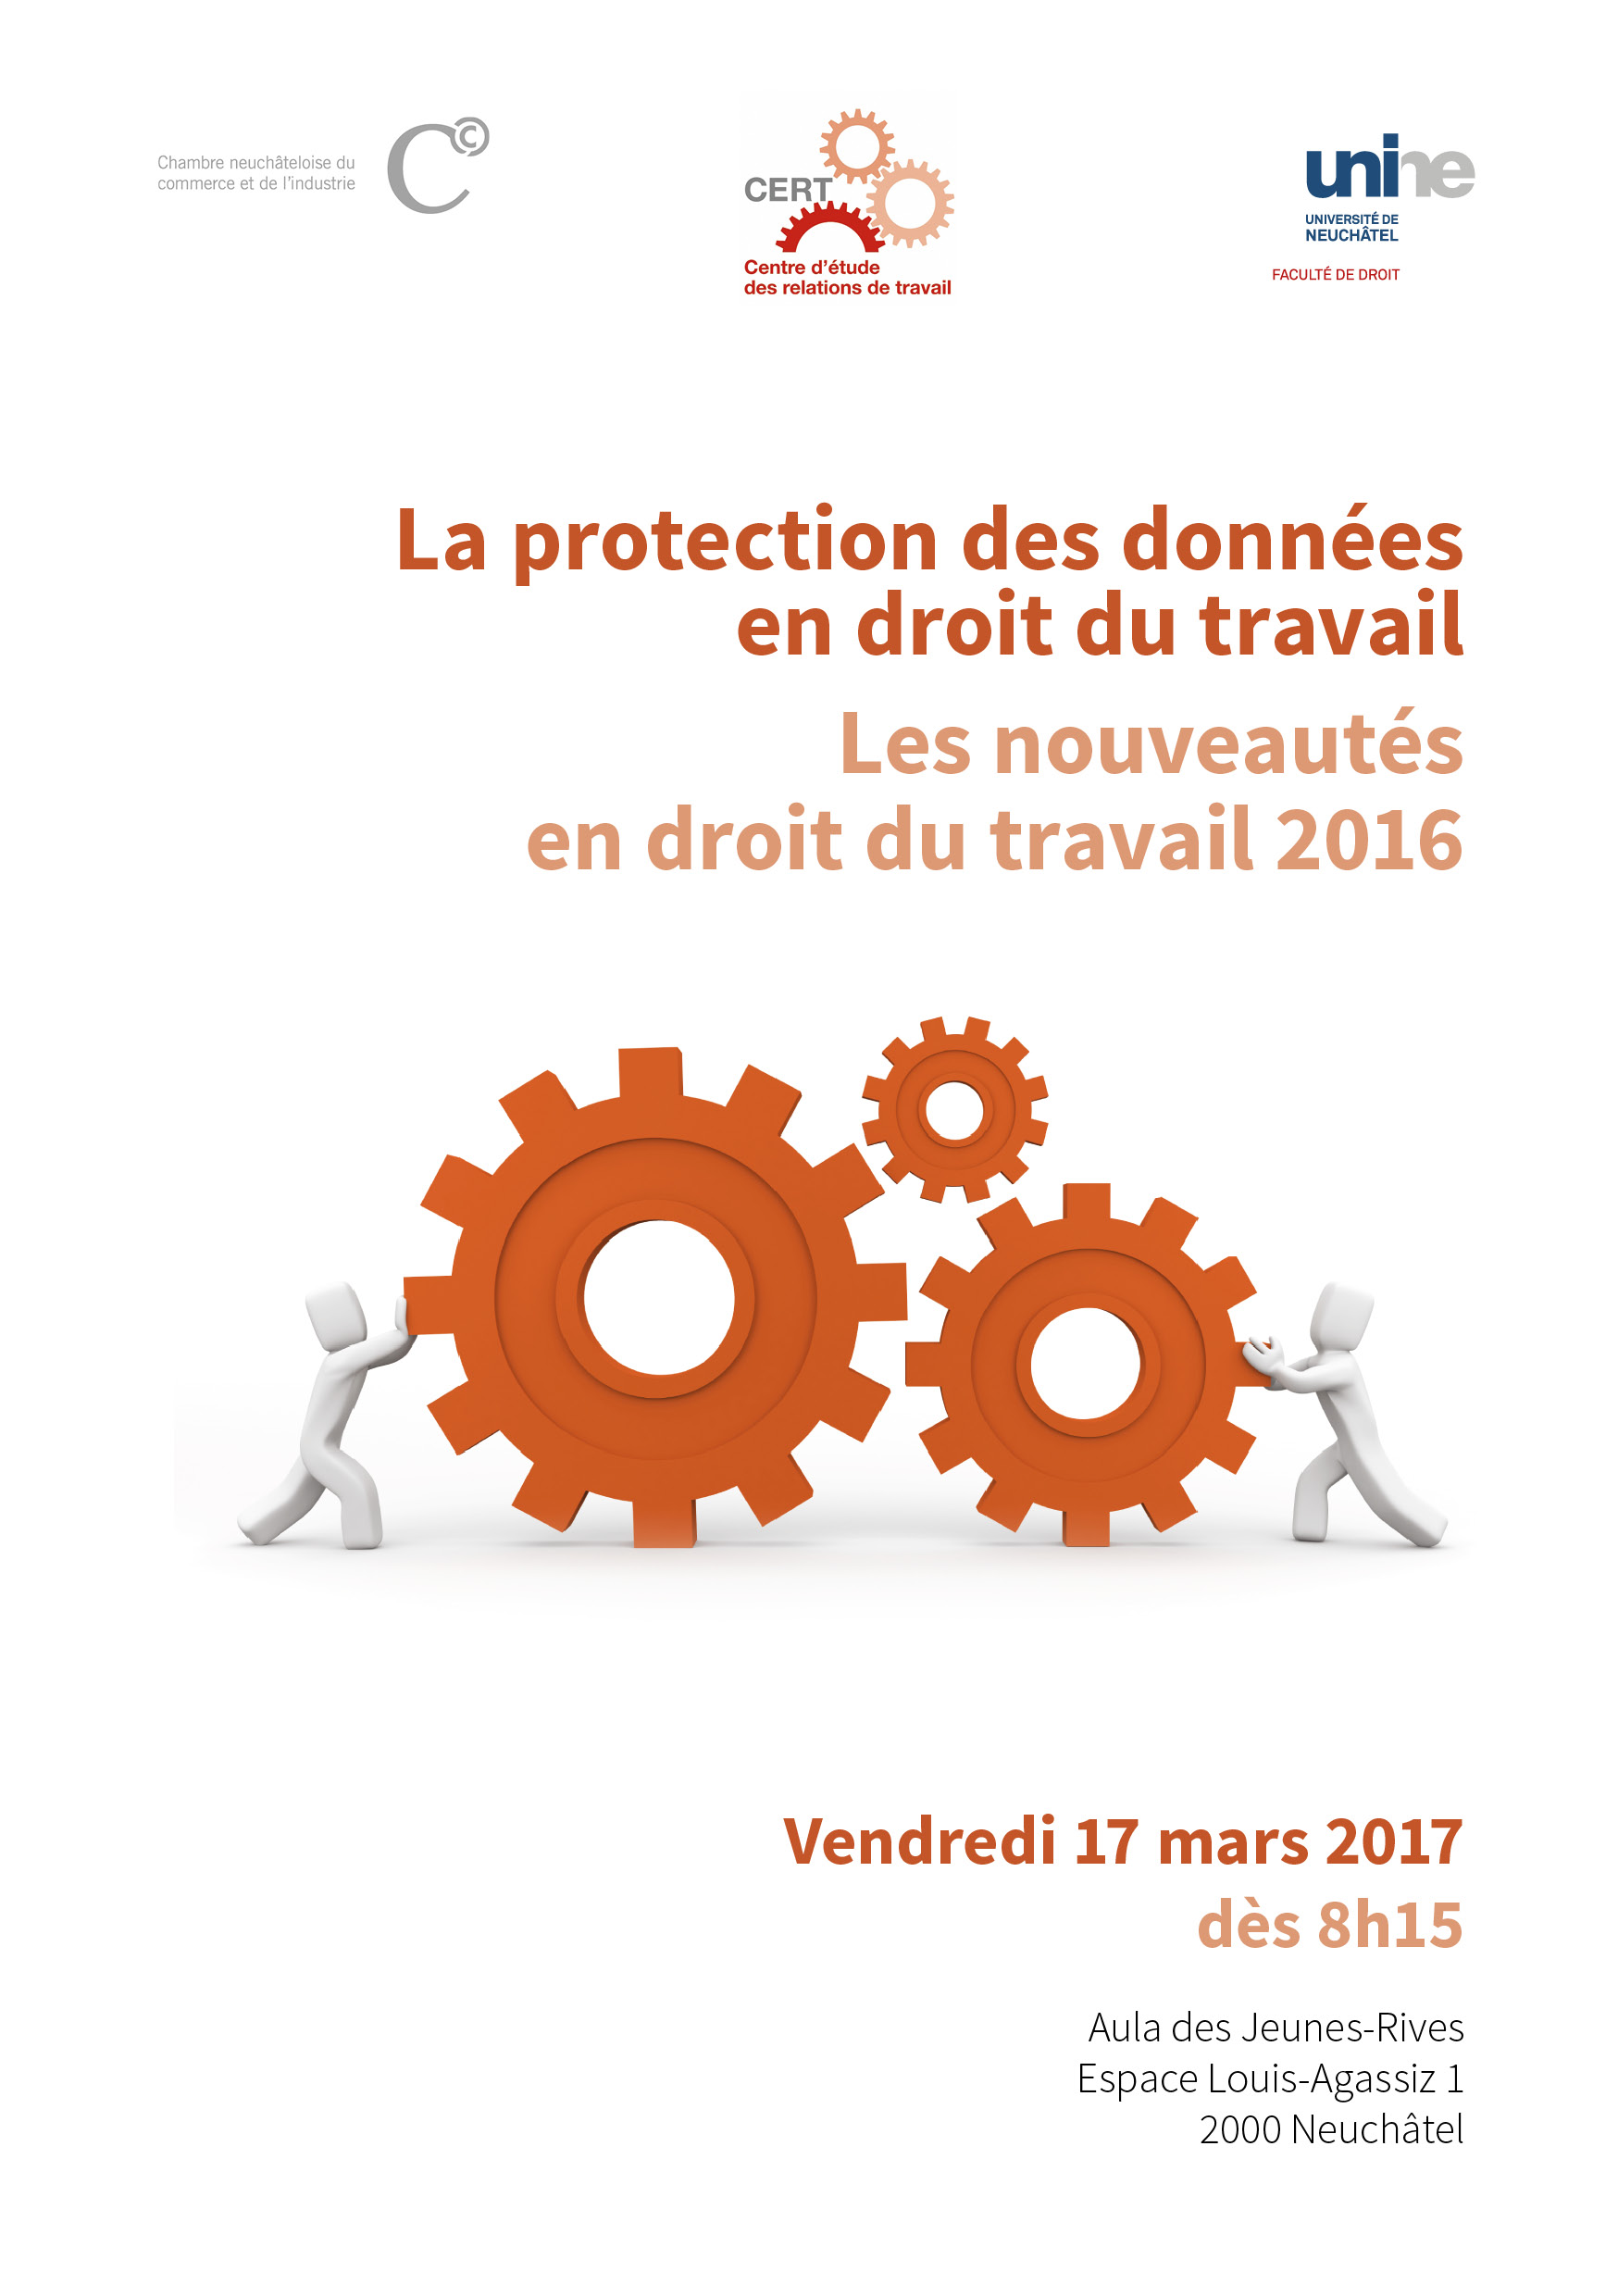 Chambre neuchâteloise du
commerce et de l'industrie
CERT
Centre d'étude
des relations de travail
unine
UNIVERSITÉ DE
NEUCHÂTEL
FACULTÉ DE DROIT
La protection des données
en droit du travail
Les nouveautés
en droit du travail 2016
Vendredi 17 mars 2017
dès 8h15
Aula des Jeunes-Rives
Espace Louis-Agassiz 1
2000 Neuchâtel